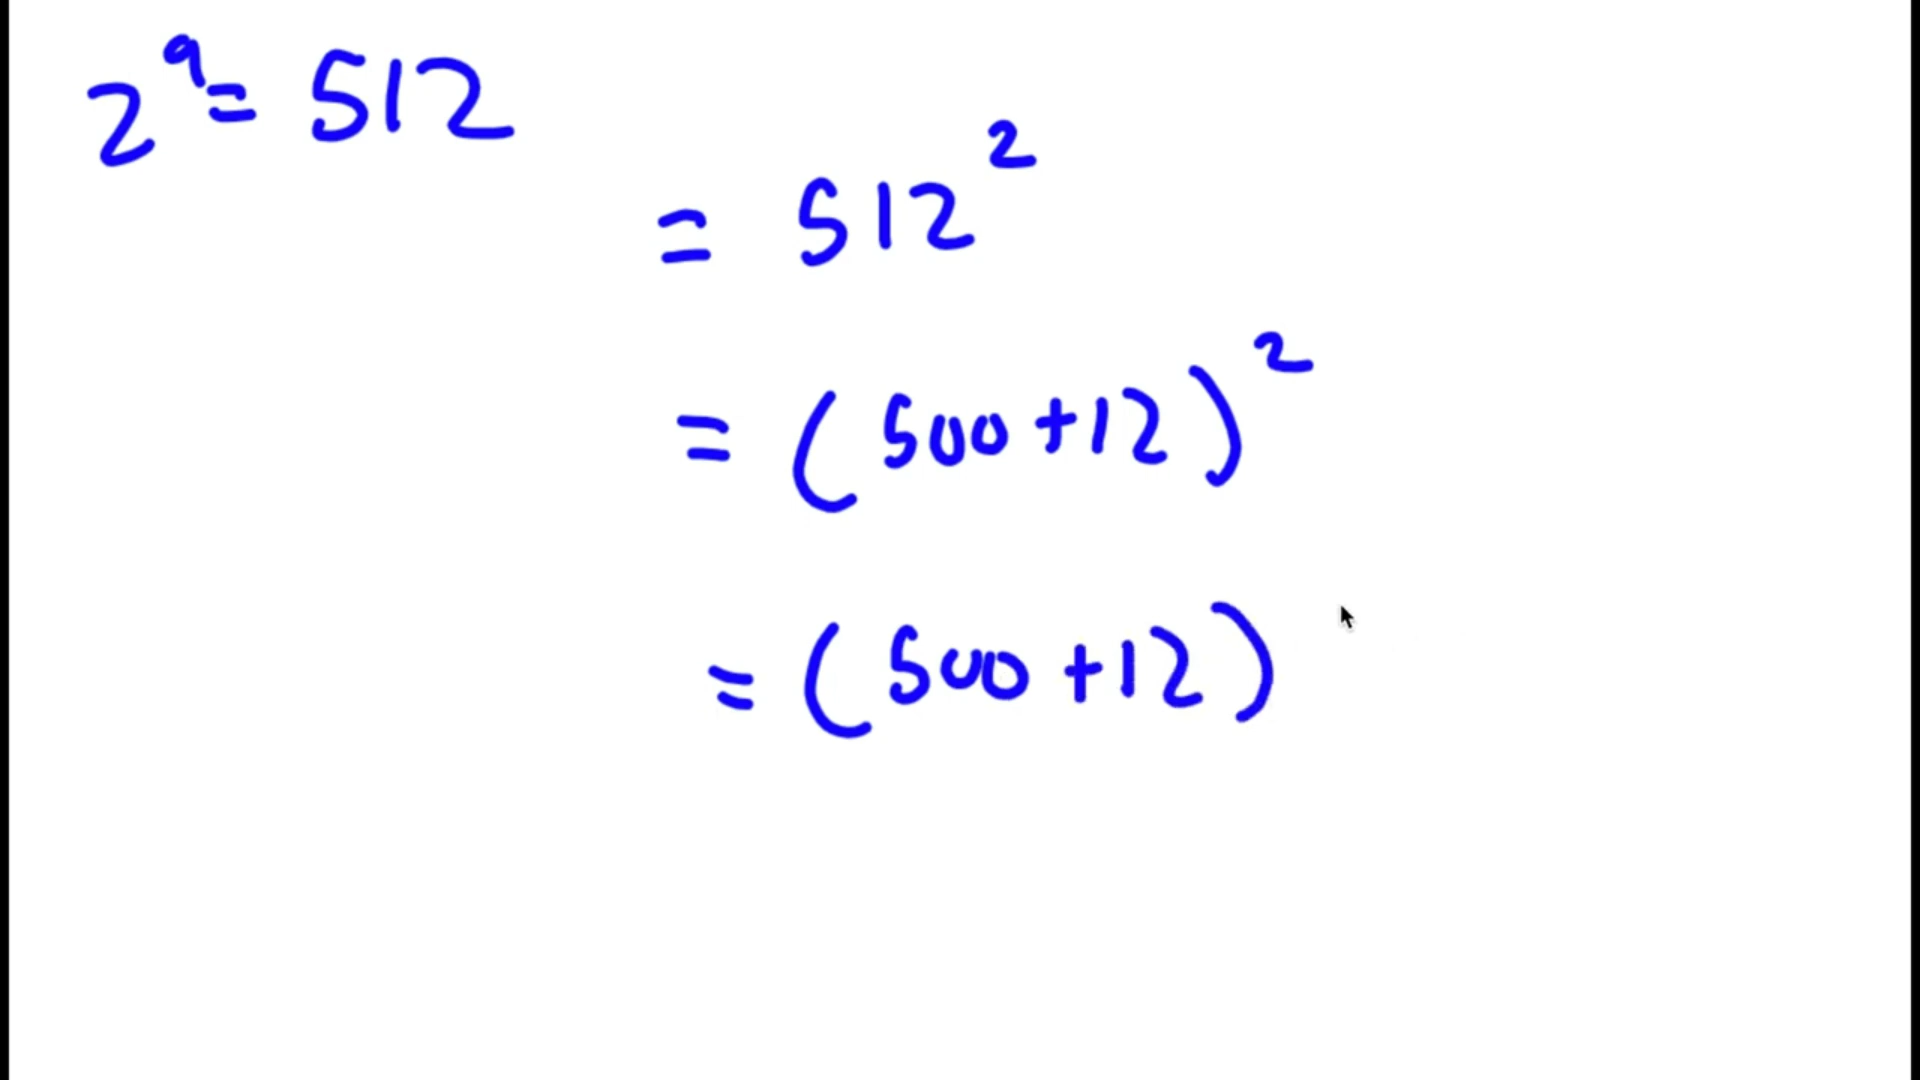 2⁹= 512
= 512²
= (500+12)²
= (500+12)